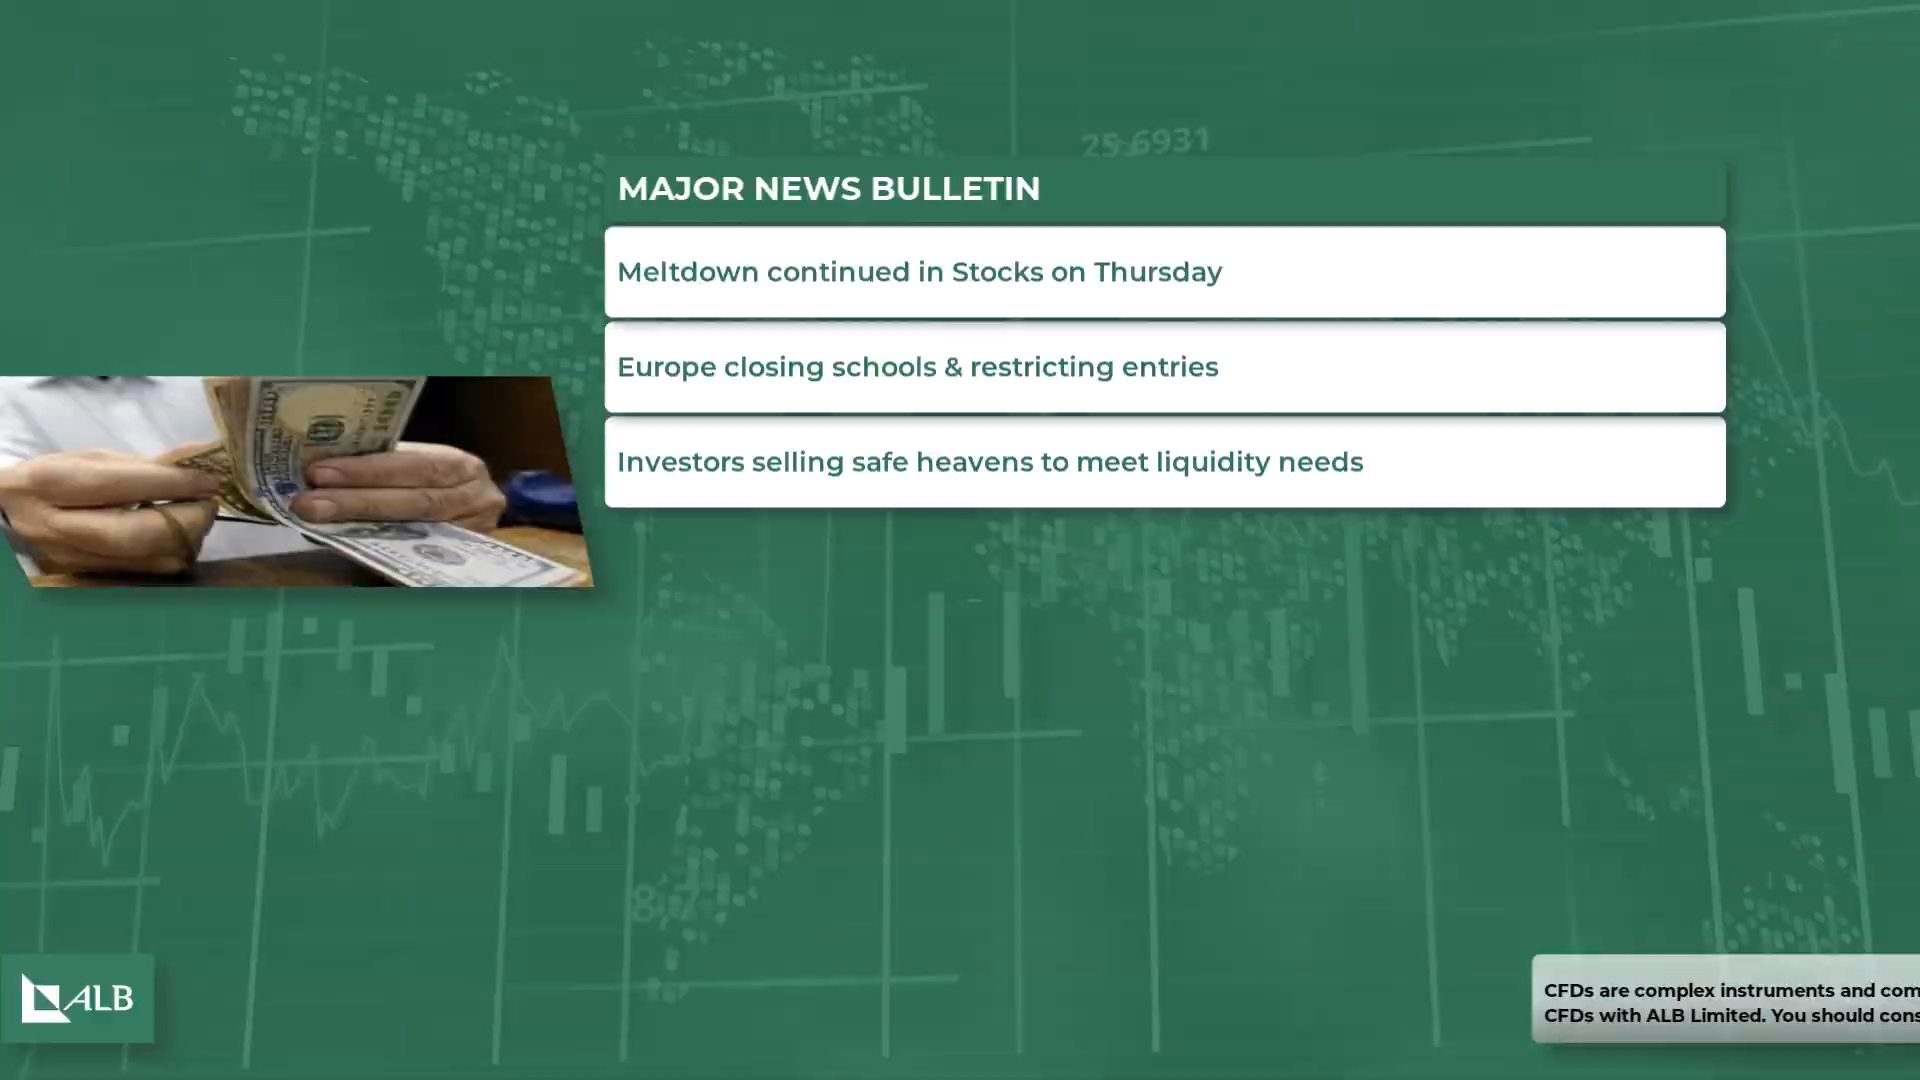 25.6931
MAJOR NEWS BULLETIN
Meltdown continued in Stocks on Thursday
Europe closing schools & restricting entries
Investors selling safe heavens to meet liquidity needs
ALB
CFDs are complex instruments and com
CFDs with ALB Limited. You should cons